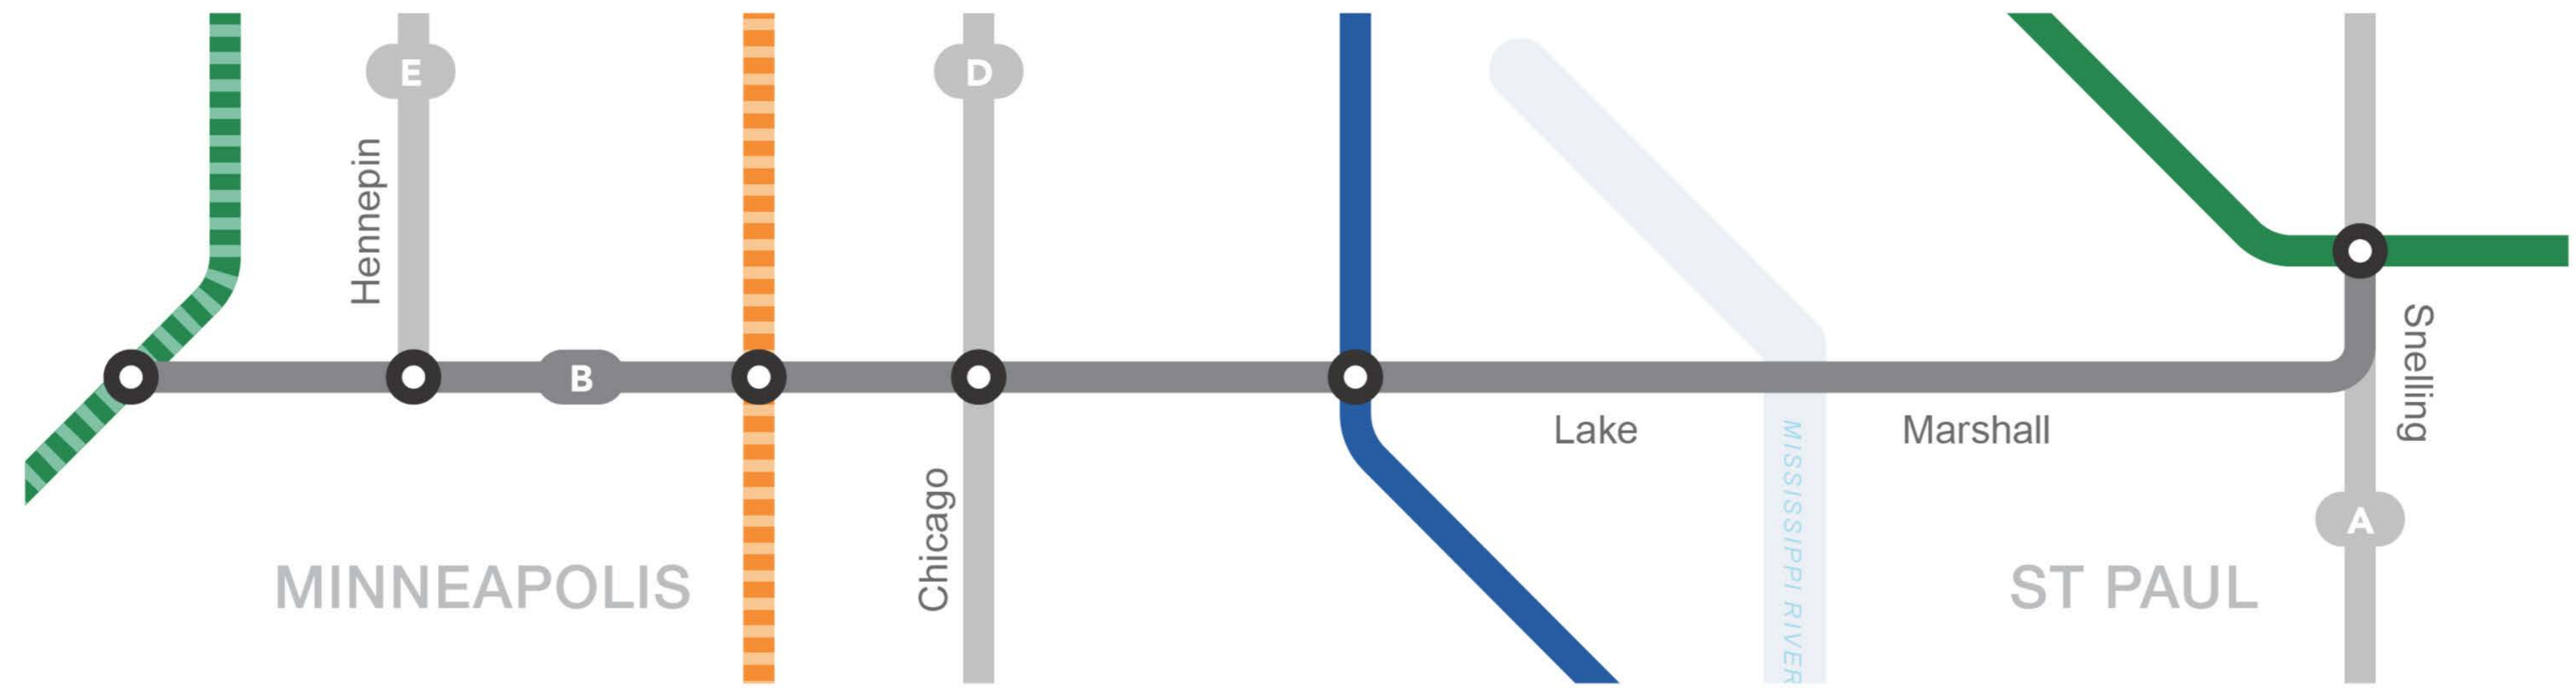 E
D
Hennepin
B
Snelling
Lake
Marshall
Chicago
MISSISSIPPI RIVER
A
MINNEAPOLIS
ST PAUL